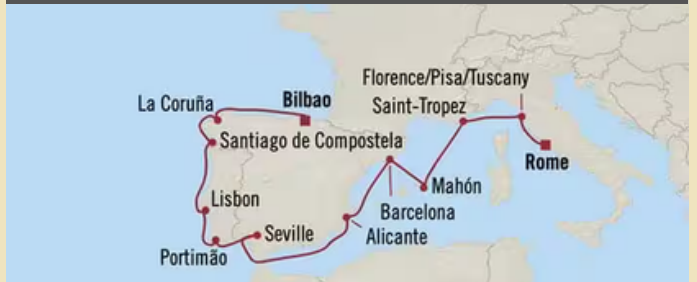 Florence/Pisa/Tuscany
La Coruña
Bilbao
Saint-Tropez
Santiago de Compostela
Rome
Mahón
Lisbon
Barcelona
Seville
Alicante
Portimão